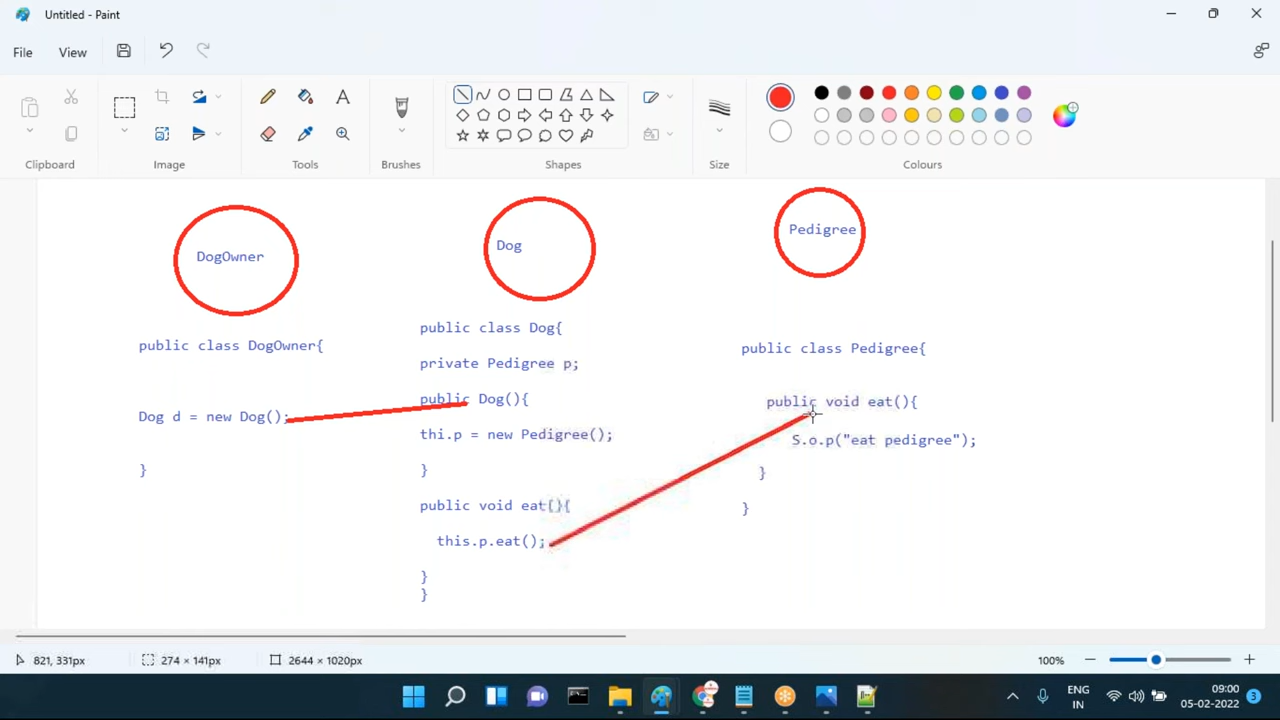 Untitled - Paint
File
View
Clipboard
Image
Tools
Brushes
Shapes
Size
Colours
DogOwner
public class DogOwner{
Dog d = new Dog();
}
Dog
public class Dog{
private Pedigree p;
public Dog(){
thi.p = new Pedigree();
}
public void eat(){
this.p.eat();
}
}
Pedigree
public class Pedigree{
public void eat(){
S.o.p("eat pedigree");
}
}
821, 331px
274 × 141px
2644 × 1020px
100%
ENG
IN
09:00
05-02-2022
3